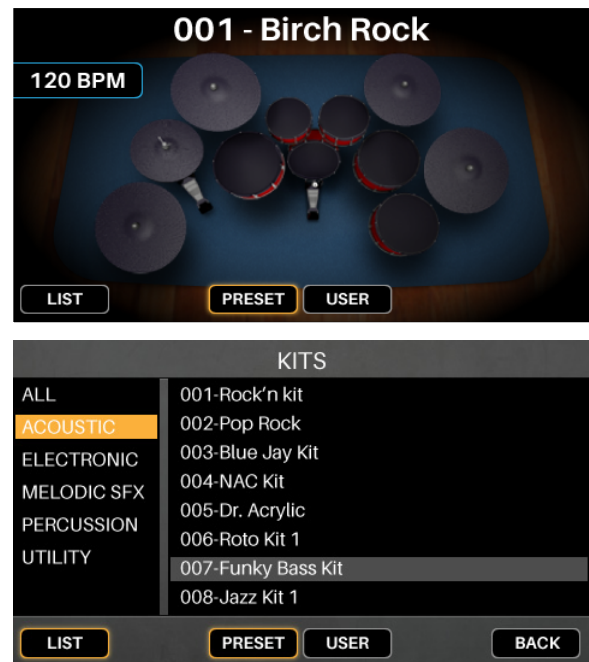 001 - Birch Rock
120 BPM
LIST
PRESET
USER
KITS
ALL
ACOUSTIC
ELECTRONIC
MELODIC SFX
PERCUSSION
UTILITY
001-Rock’n kit
002-Pop Rock
003-Blue Jay Kit
004-NAC Kit
005-Dr. Acrylic
006-Roto Kit 1
007-Funky Bass Kit
008-Jazz Kit 1
LIST
PRESET
USER
BACK